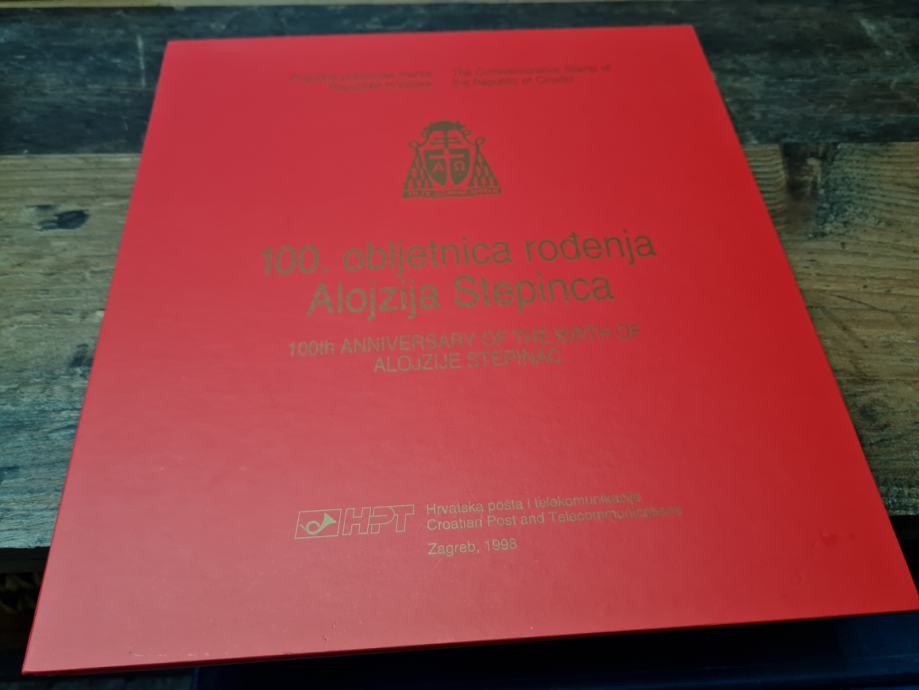 Prigodna poštanska marka
Republike Hrvatske
The Commemorative Stamp of
the Republic of Croatia
A Ω
100. obljetnica rođenja
Alojzija Stepinca
100th ANNIVERSARY OF THE BIRTH OF
ALOJZIJE STEPINAC
HPT
Hrvatska pošta i telekomunikacije
Croatian Post and Telecommunications
Zagreb, 1998